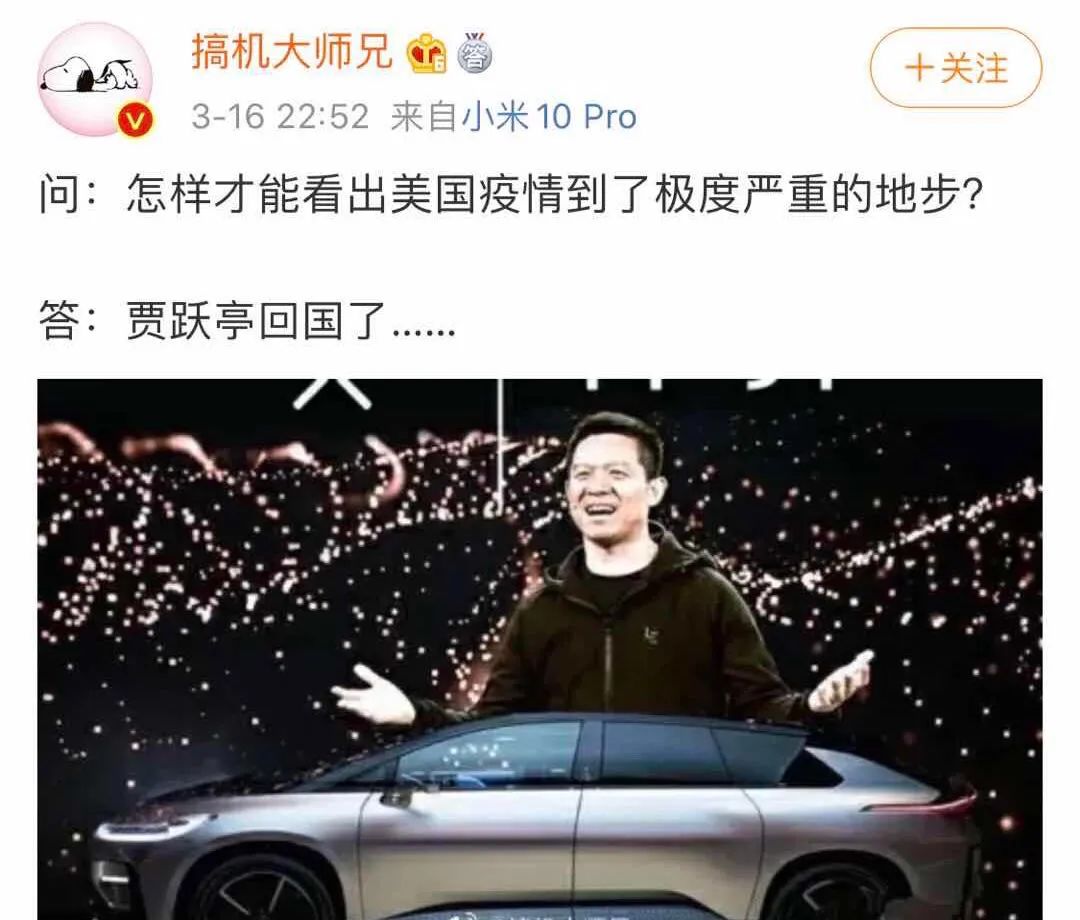 搞机大师兄
3-16 22:52 来自小米10 Pro
+关注
问：怎样才能看出美国疫情到了极度严重的地步？
答：贾跃亭回国了......